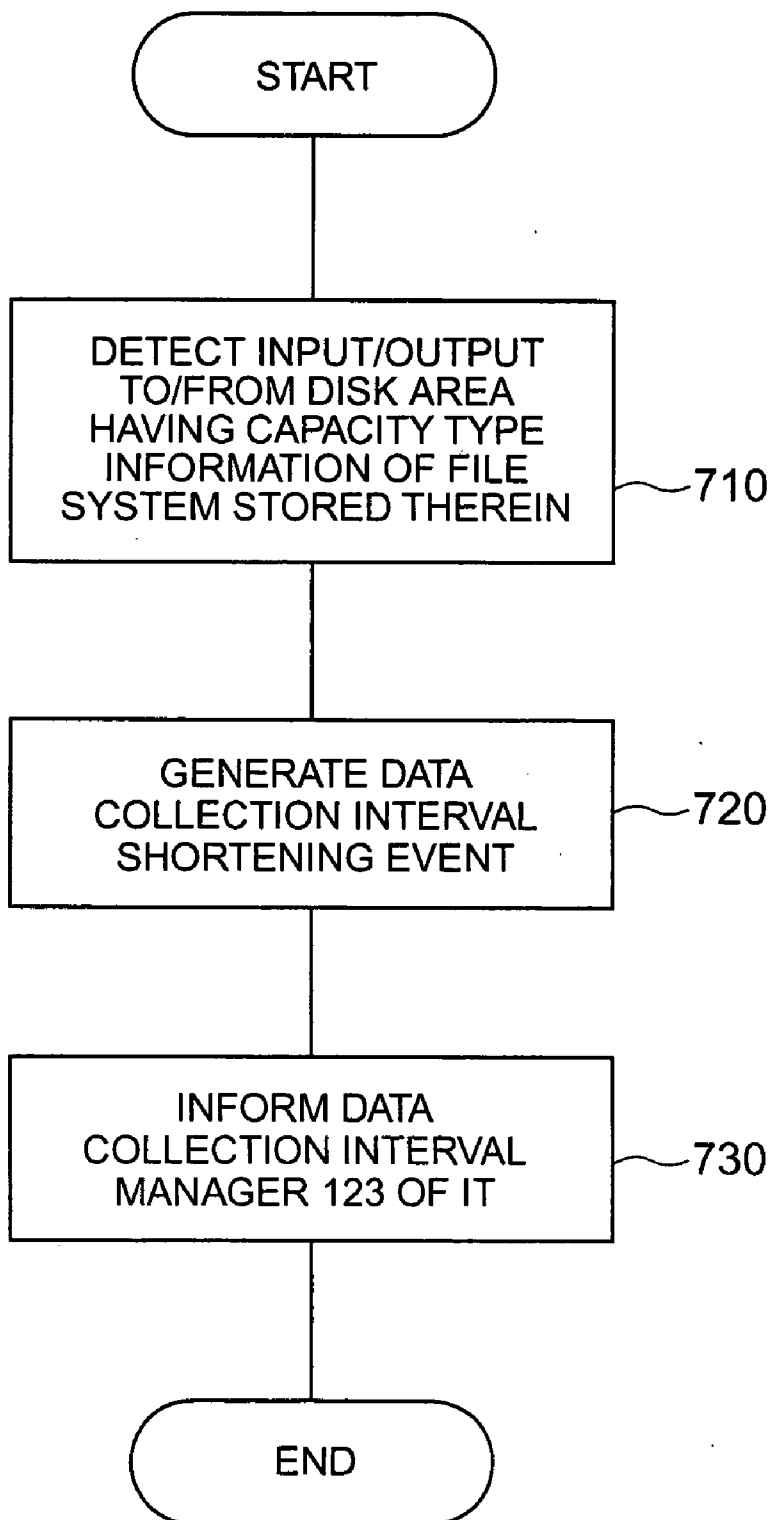 START
DETECT INPUT/OUTPUT
TO/FROM DISK AREA
HAVING CAPACITY TYPE
INFORMATION OF FILE
SYSTEM STORED THEREIN
710
GENERATE DATA
COLLECTION INTERVAL
SHORTENING EVENT
720
INFORM DATA
COLLECTION INTERVAL
MANAGER 123 OF IT
730
END